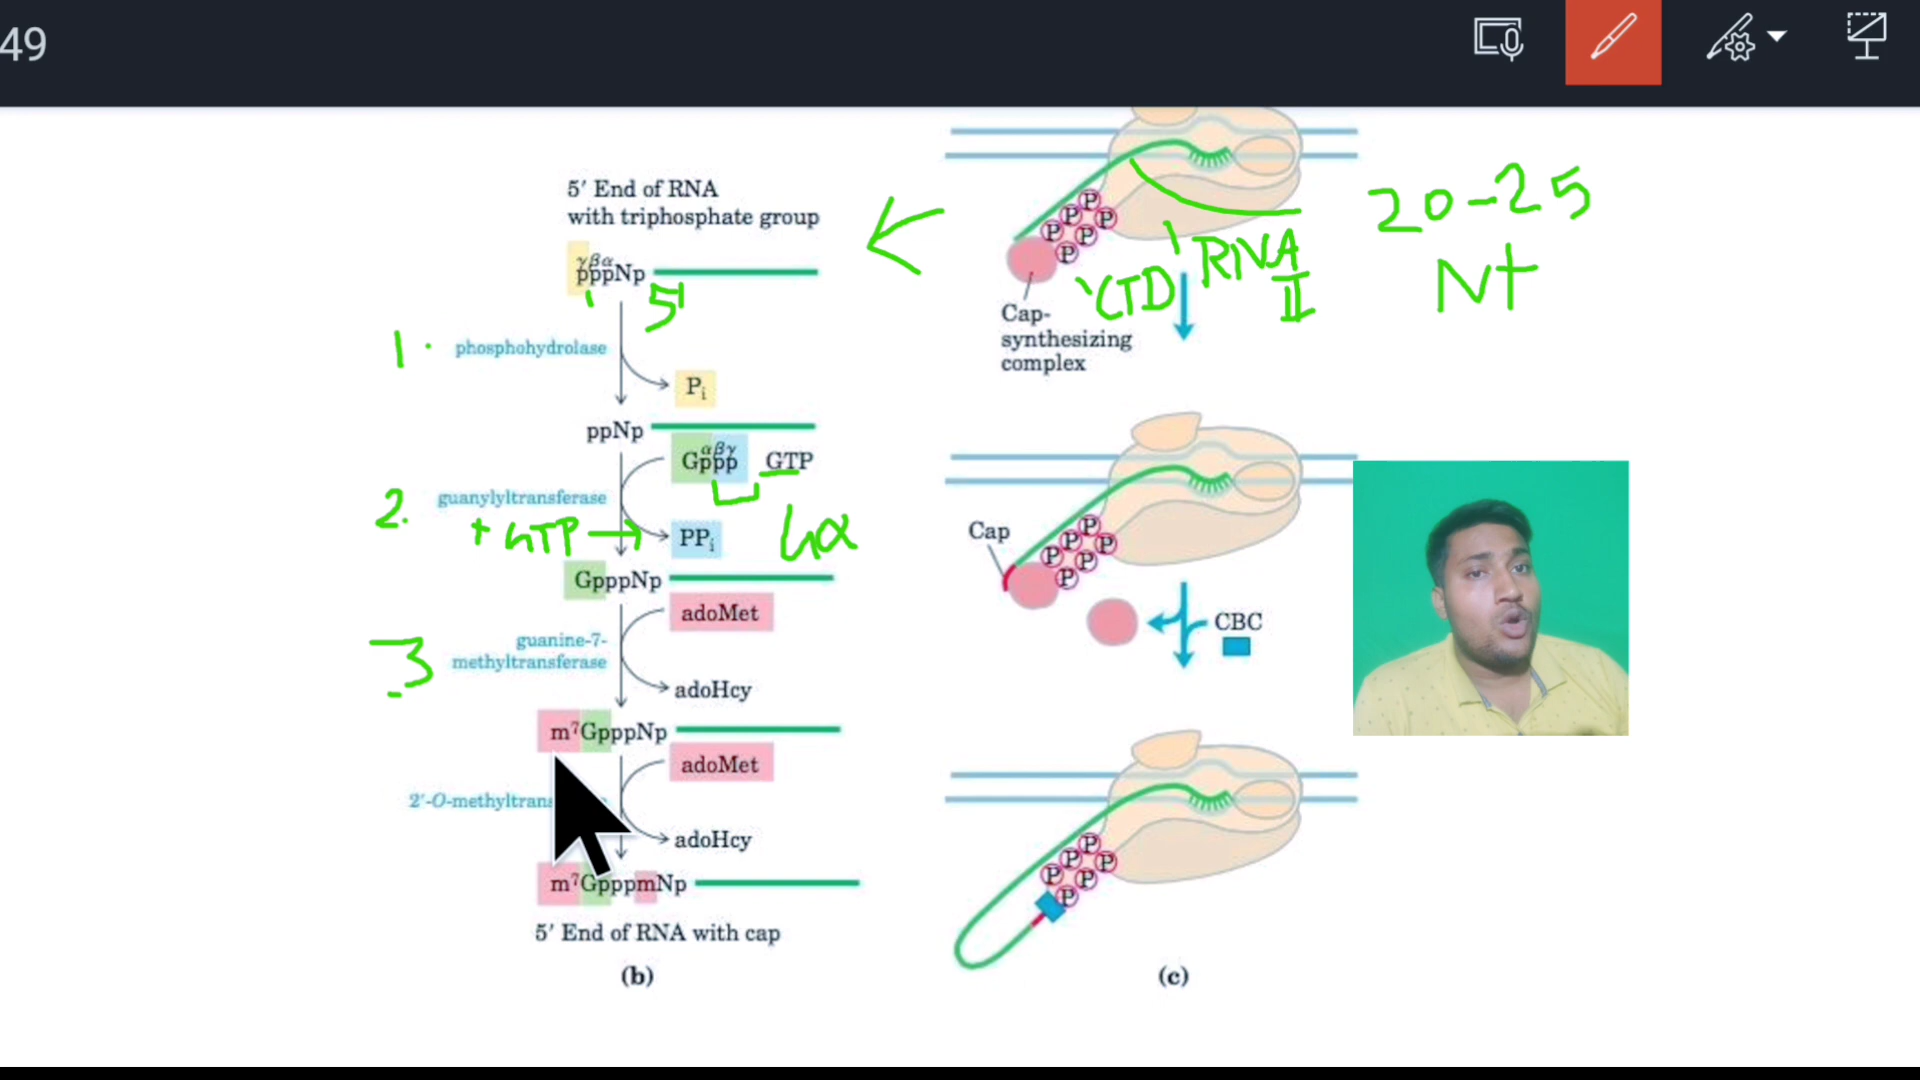 49
5′ End of RNA
with triphosphate group
γβα
pppNp
5'
1.
phosphohydrolase
Pi
ppNp
αβγ
Gppp GTP
2.
guanylyltransferase
+ GTP →
PPi
Gα
GpppNp
adoMet
3.
guanine-7-
methyltransferase
adoHcy
m⁷GpppNp
adoMet
adoHcy
m⁷GpppmNp
5′ End of RNA with cap
(b)
P
P
P
P
P
P
CTD
RNA
II
20-25
Nt
Cap-
synthesizing
complex
Cap
P
P
P
P
P
P
CBC
P
P
P
P
P
P
(c)